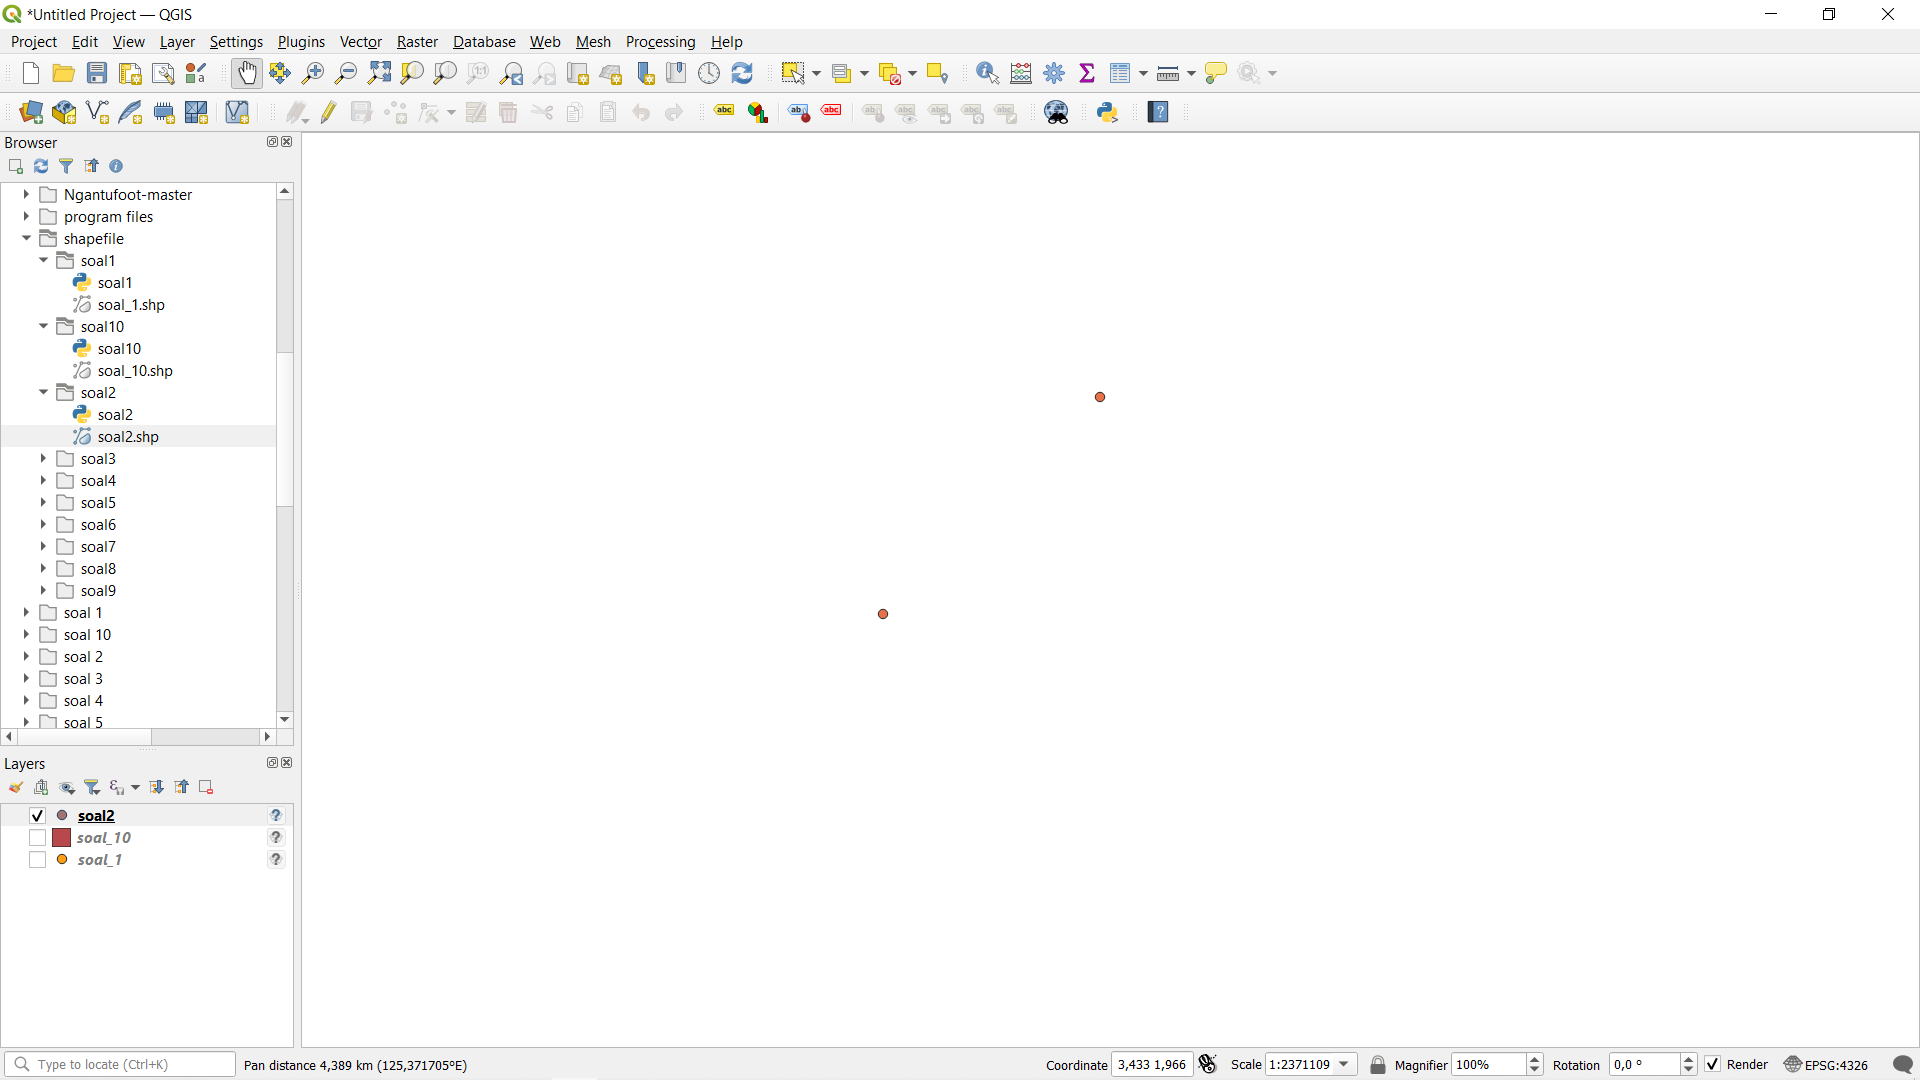 *Untitled Project — QGIS
Project Edit View Layer Settings Plugins Vector Raster Database Web Mesh Processing Help
Browser
Ngantufoot-master
program files
shapefile
soal1
soal1
soal_1.shp
soal10
soal10
soal_10.shp
soal2
soal2
soal2.shp
soal3
soal4
soal5
soal6
soal7
soal8
soal9
soal 1
soal 10
soal 2
soal 3
soal 4
soal 5
Layers
soal2
soal_10
soal_1
Type to locate (Ctrl+K) Pan distance 4,389 km (125,371705°E) Coordinate 3,433 1,966 Scale 1:2371109 Magnifier 100% Rotation 0,0 ° Render EPSG:4326